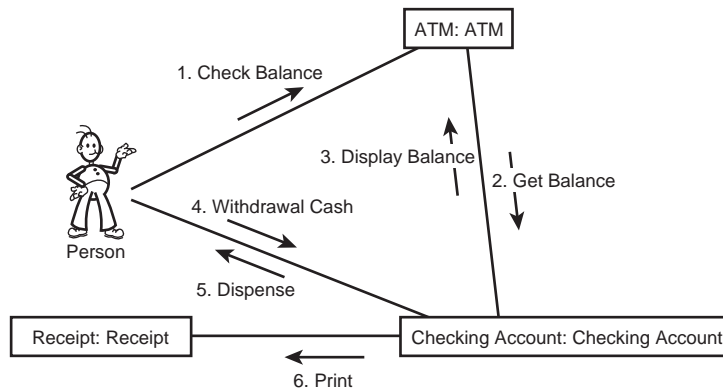 ATM: ATM
1. Check Balance
3. Display Balance
2. Get Balance
4. Withdrawal Cash
Person
5. Dispense
Receipt: Receipt
Checking Account: Checking Account
6. Print